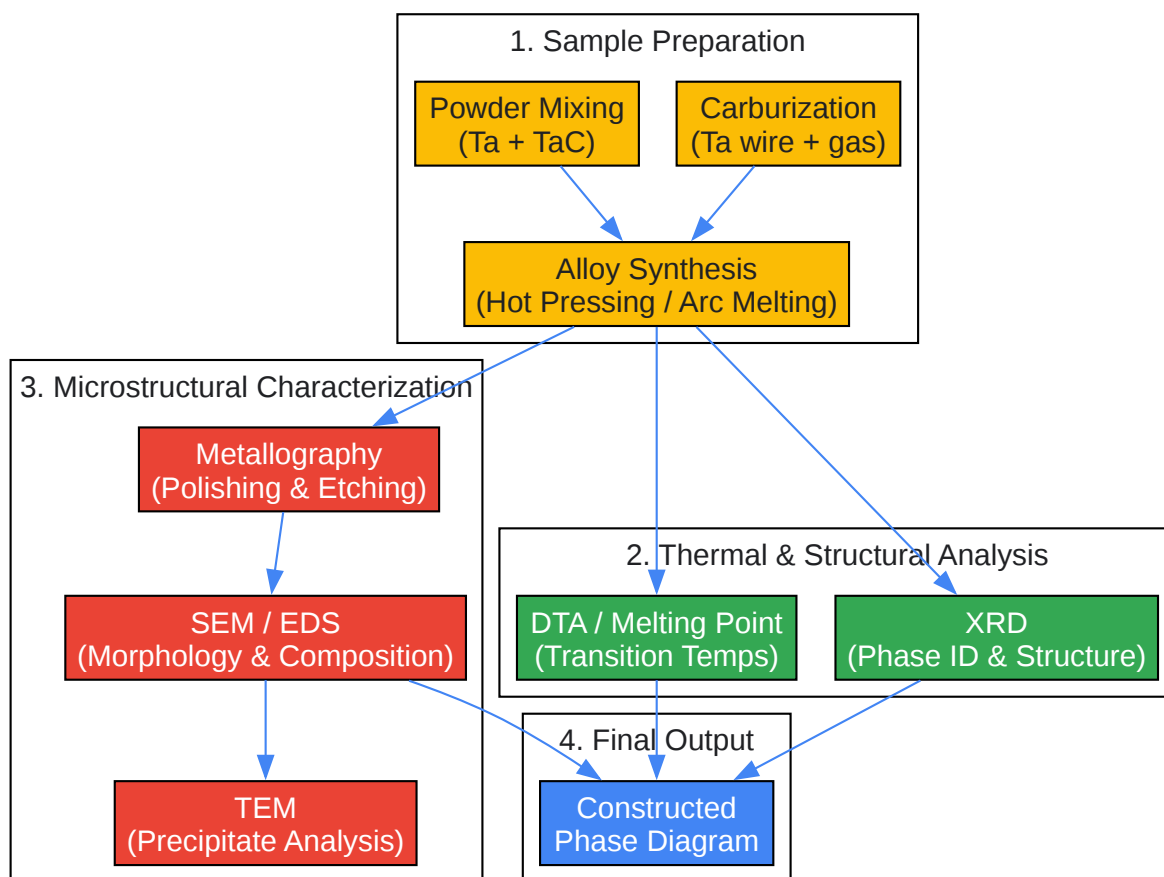 1. Sample Preparation
Powder Mixing
(Ta + TaC)
Carburization
(Ta wire + gas)
Alloy Synthesis
(Hot Pressing / Arc Melting)
3. Microstructural Characterization
Metallography
(Polishing & Etching)
SEM / EDS
(Morphology & Composition)
TEM
(Precipitate Analysis)
2. Thermal & Structural Analysis
DTA / Melting Point
(Transition Temps)
XRD
(Phase ID & Structure)
4. Final Output
Constructed
Phase Diagram